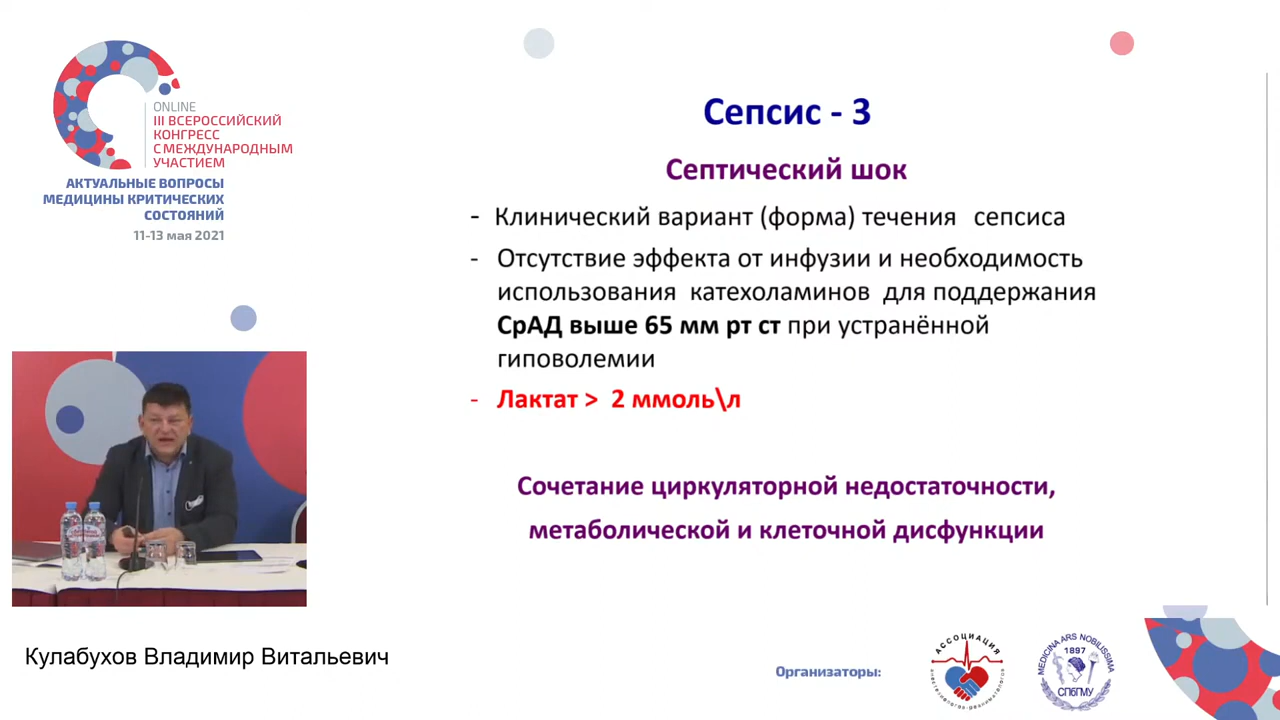 ONLINE
III ВСЕРОССИЙСКИЙ
КОНГРЕСС
С МЕЖДУНАРОДНЫМ
УЧАСТИЕМ
АКТУАЛЬНЫЕ ВОПРОСЫ
МЕДИЦИНЫ КРИТИЧЕСКИХ
СОСТОЯНИЙ
11-13 мая 2021
Сепсис - 3
Септический шок
- Клинический вариант (форма) течения сепсиса
- Отсутствие эффекта от инфузии и необходимость
использования катехоламинов для поддержания
СрАД выше 65 мм рт ст при устранённой
гиповолемии
- Лактат > 2 ммоль\л
Сочетание циркуляторной недостаточности,
метаболической и клеточной дисфункции
Кулабухов Владимир Витальевич
Организаторы:
АССОЦИАЦИЯ
анестезиологов-реаниматологов
MEDICINA ARS NOBILISSIMA
1897
СПбГМУ